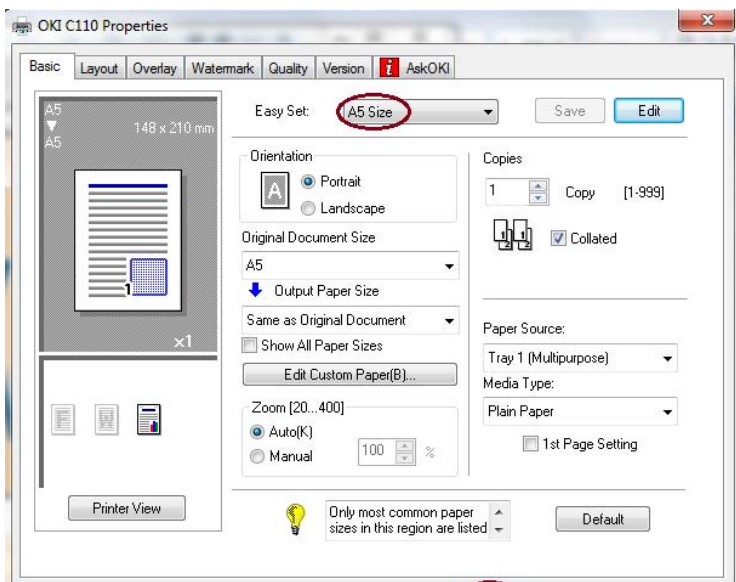 OKI C110 Properties
Basic Layout Overlay Watermark Quality Version i AskOKI
A5
148 x 210 mm
A5
1
x1
Printer View
Easy Set: A5 Size Save Edit
Orientation
A
Portrait
Landscape
Original Document Size
A5
Output Paper Size
Same as Original Document
Show All Paper Sizes
Edit Custom Paper(B)...
Zoom [20...400]
Auto(K)
Manual 100 %
Copies
1 Copy [1-999]
1 2 1 2 Collated
Paper Source:
Tray 1 (Multipurpose)
Media Type:
Plain Paper
1st Page Setting
Only most common paper
sizes in this region are listed
Default